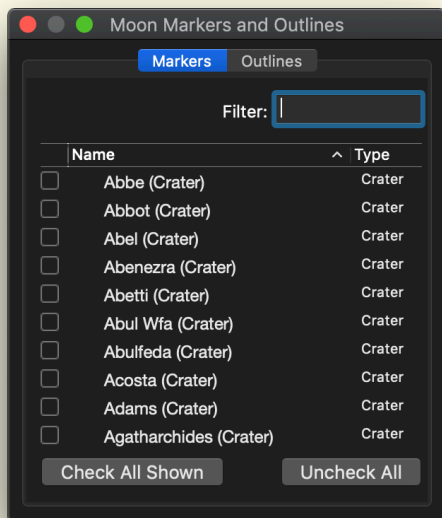 Moon Markers and Outlines
Markers Outlines
Filter:
Name Type
Abbe (Crater) Crater
Abbot (Crater) Crater
Abel (Crater) Crater
Abenezra (Crater) Crater
Abetti (Crater) Crater
Abul Wfa (Crater) Crater
Abulfeda (Crater) Crater
Acosta (Crater) Crater
Adams (Crater) Crater
Agatharchides (Crater) Crater
Check All Shown Uncheck All